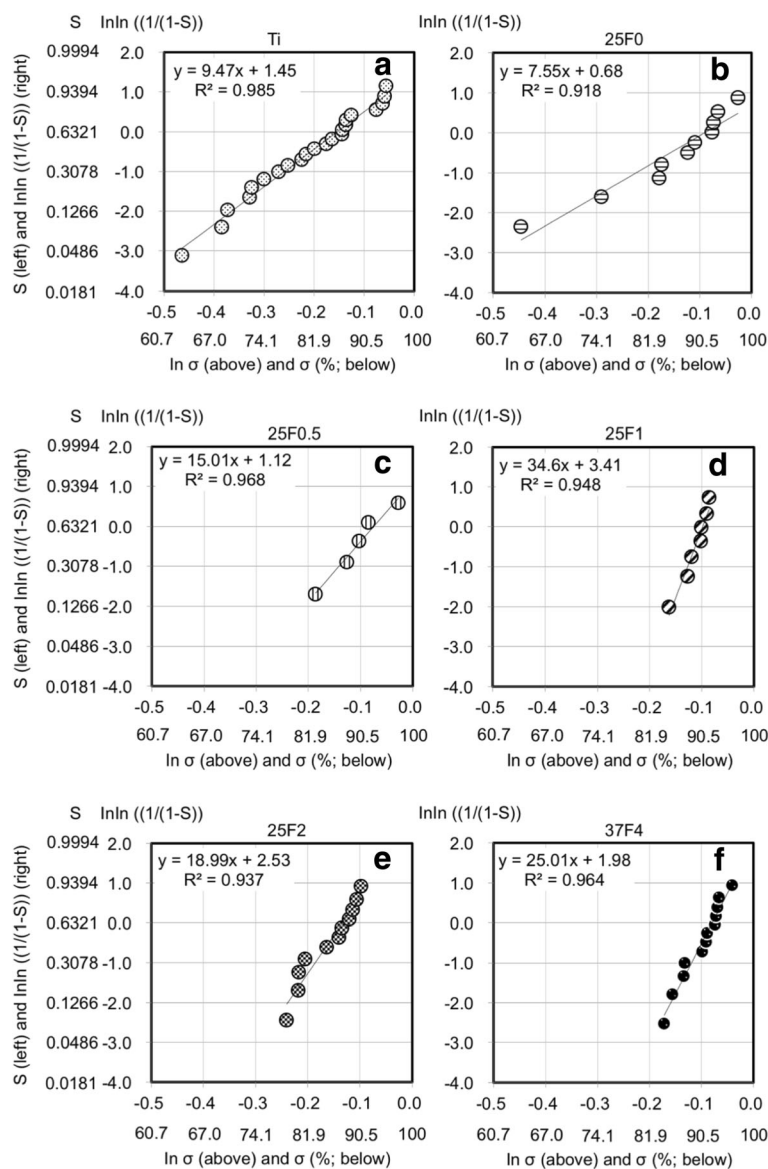 S lnln ((1/(1-S)) lnln ((1/(1-S))
Ti 25F0
S (left) and lnln ((1/(1-S)) (right)
0.9994 2.0 2.0
0.9394 1.0 1.0
0.6321 0.0 0.0
0.3078 -1.0 -1.0
0.1266 -2.0 -2.0
0.0486 -3.0 -3.0
0.0181 -4.0 -4.0
y = 9.47x + 1.45
R² = 0.985
a
y = 7.55x + 0.68
R² = 0.918
b
-0.5 -0.4 -0.3 -0.2 -0.1 0.0 -0.5 -0.4 -0.3 -0.2 -0.1 0.0
60.7 67.0 74.1 81.9 90.5 100 60.7 67.0 74.1 81.9 90.5 100
ln σ (above) and σ (%; below) ln σ (above) and σ (%; below)
S lnln ((1/(1-S)) lnln ((1/(1-S))
25F0.5 25F1
S (left) and lnln ((1/(1-S)) (right)
0.9994 2.0 2.0
0.9394 1.0 1.0
0.6321 0.0 0.0
0.3078 -1.0 -1.0
0.1266 -2.0 -2.0
0.0486 -3.0 -3.0
0.0181 -4.0 -4.0
y = 15.01x + 1.12
R² = 0.968
c
y = 34.6x + 3.41
R² = 0.948
d
-0.5 -0.4 -0.3 -0.2 -0.1 0.0 -0.5 -0.4 -0.3 -0.2 -0.1 0.0
60.7 67.0 74.1 81.9 90.5 100 60.7 67.0 74.1 81.9 90.5 100
ln σ (above) and σ (%; below) ln σ (above) and σ (%; below)
S lnln ((1/(1-S)) lnln ((1/(1-S))
25F2 37F4
S (left) and lnln ((1/(1-S)) (right)
0.9994 2.0 2.0
0.9394 1.0 1.0
0.6321 0.0 0.0
0.3078 -1.0 -1.0
0.1266 -2.0 -2.0
0.0486 -3.0 -3.0
0.0181 -4.0 -4.0
y = 18.99x + 2.53
R² = 0.937
e
y = 25.01x + 1.98
R² = 0.964
f
-0.5 -0.4 -0.3 -0.2 -0.1 0.0 -0.5 -0.4 -0.3 -0.2 -0.1 0.0
60.7 67.0 74.1 81.9 90.5 100 60.7 67.0 74.1 81.9 90.5 100
ln σ (above) and σ (%; below) ln σ (above) and σ (%; below)